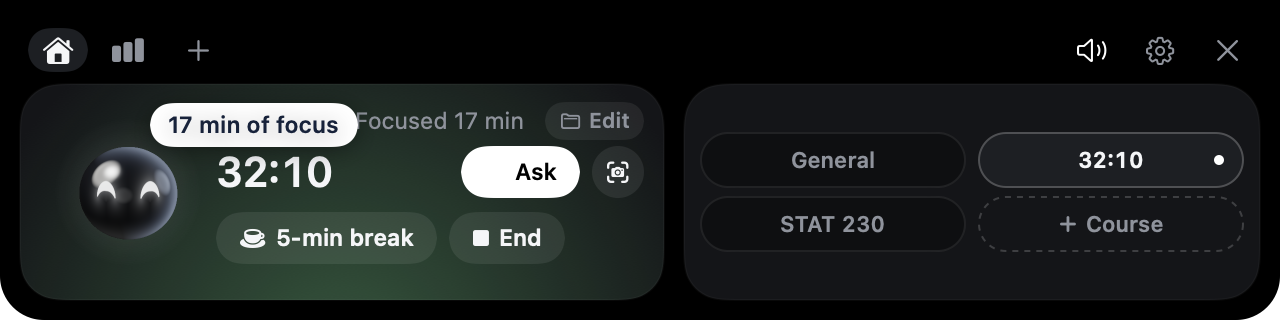 17 min of focus
Focused 17 min
Edit
32:10
Ask
5-min break
End
General
32:10
STAT 230
+ Course